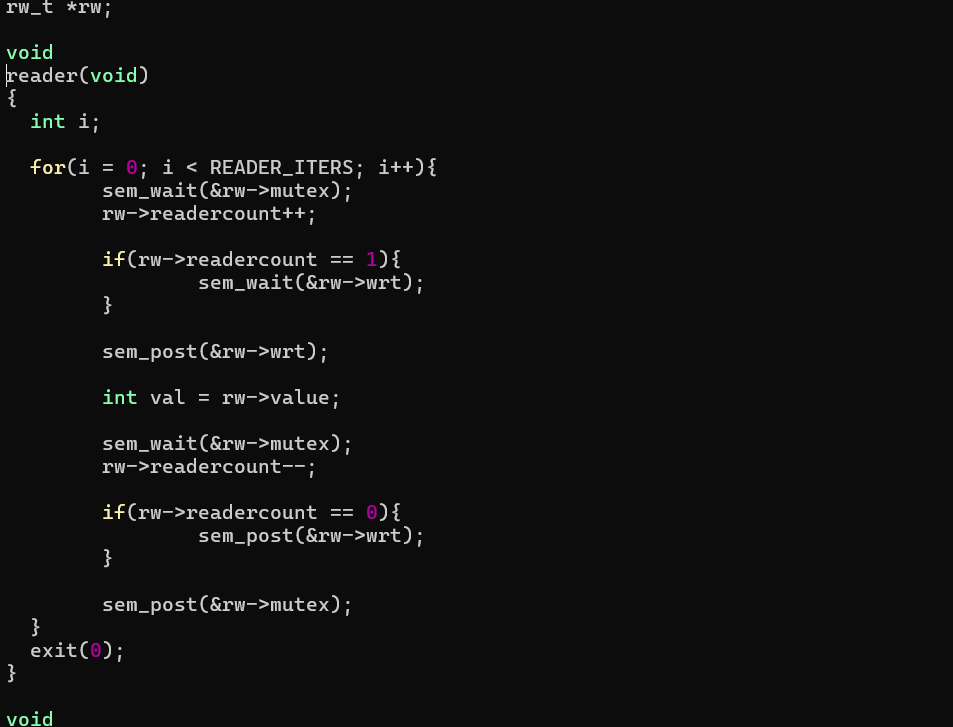 rw_t *rw;
void
reader(void)
{
int i;
for(i = 0; i < READER_ITERS; i++){
sem_wait(&rw->mutex);
rw->readercount++;
if(rw->readercount == 1){
sem_wait(&rw->wrt);
}
sem_post(&rw->wrt);
int val = rw->value;
sem_wait(&rw->mutex);
rw->readercount--;
if(rw->readercount == 0){
sem_post(&rw->wrt);
}
sem_post(&rw->mutex);
}
exit(0);
}
void